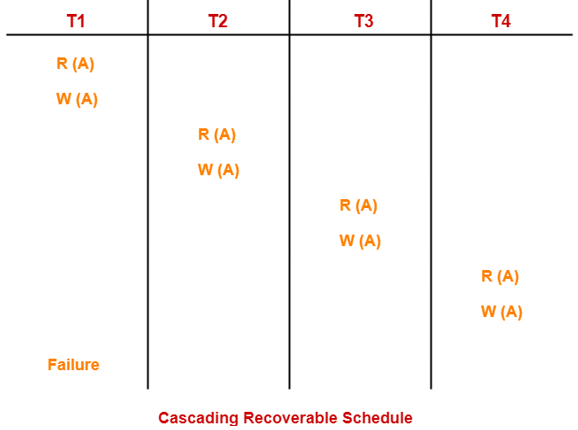 T1 T2 T3 T4
R (A)
W (A)
R (A)
W (A)
R (A)
W (A)
R (A)
W (A)
Failure
Cascading Recoverable Schedule